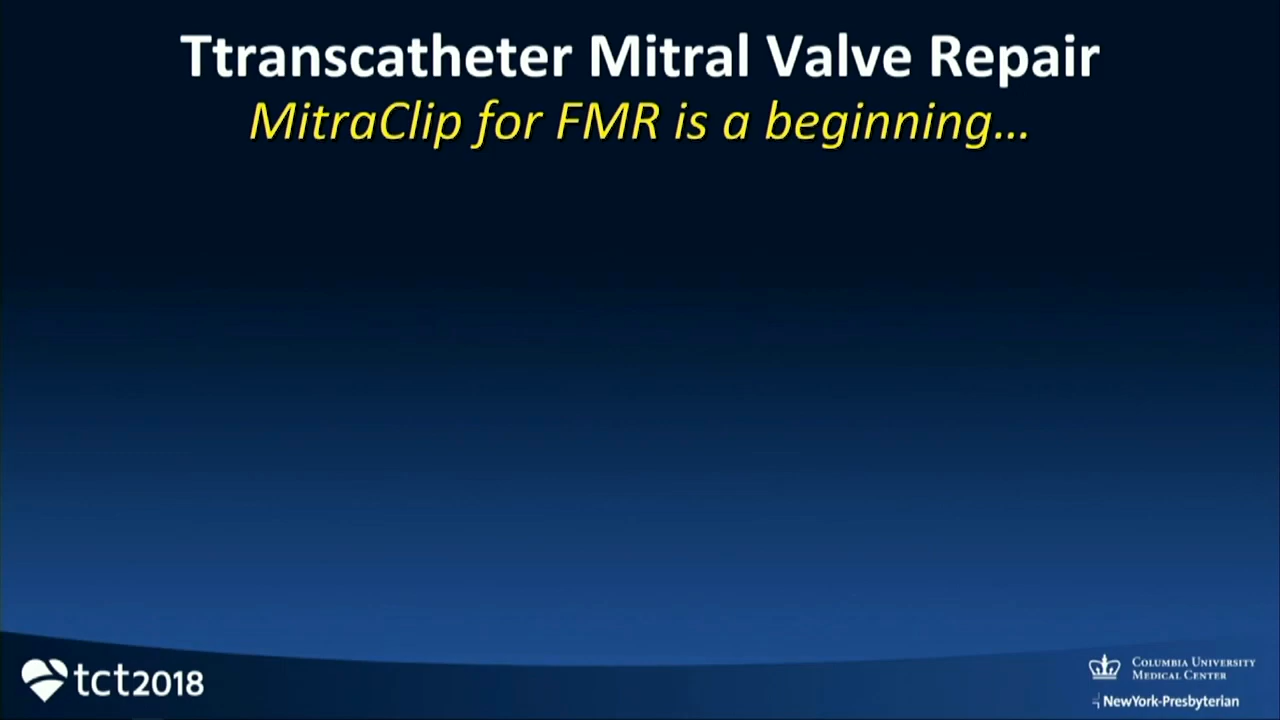 Ttranscatheter Mitral Valve Repair
MitraClip for FMR is a beginning...
tct2018
COLUMBIA UNIVERSITY
MEDICAL CENTER
NewYork-Presbyterian